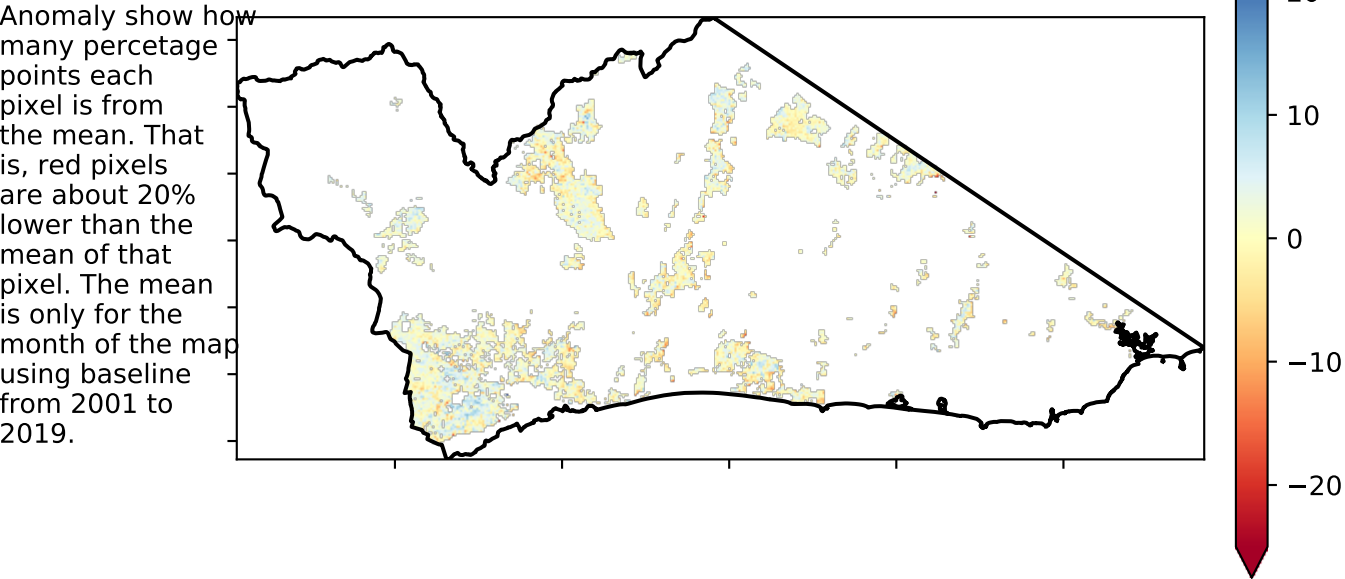 Anomaly show how
many percetage
points each
pixel is from
the mean. That
is, red pixels
are about 20%
lower than the
mean of that
pixel. The mean
is only for the
month of the map
using baseline
from 2001 to
2019.
10
0
−10
−20